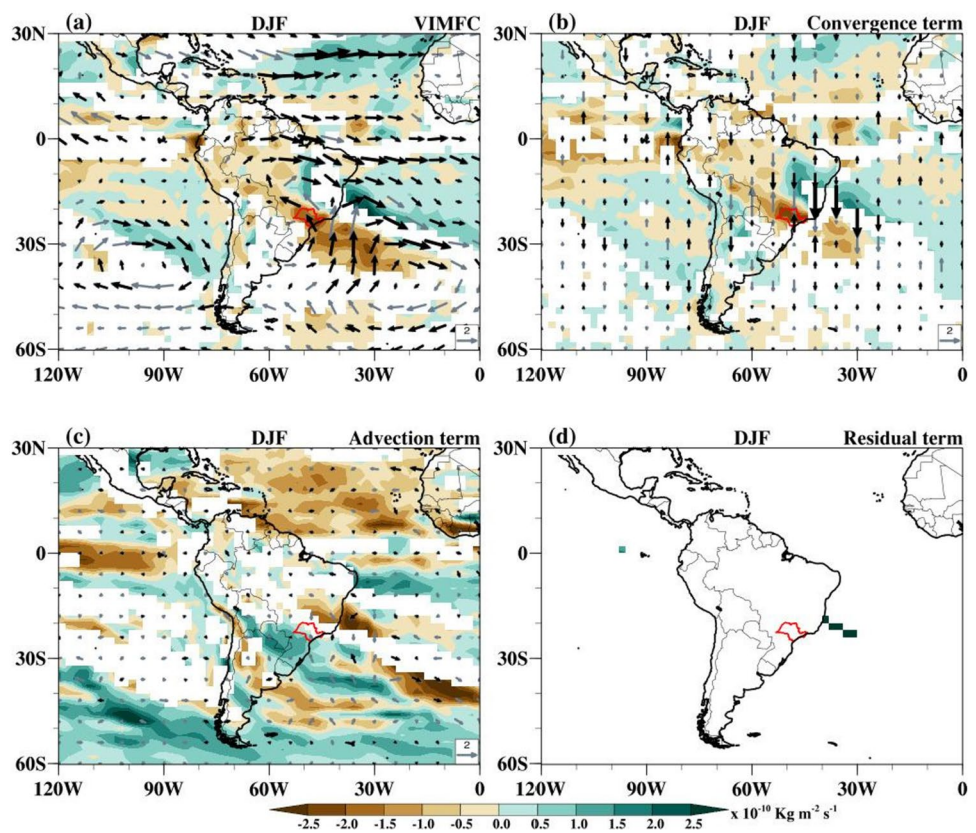 (a) DJF VIMFC
(b) DJF Convergence term
30N
0
30S
60S
120W 90W 60W 30W 0
2
30N
0
30S
60S
120W 90W 60W 30W 0
2
(c) DJF Advection term
(d) DJF Residual term
30N
0
30S
60S
120W 90W 60W 30W 0
2
30N
0
30S
60S
120W 90W 60W 30W 0
-2.5 -2.0 -1.5 -1.0 -0.5 0.0 0.5 1.0 1.5 2.0 2.5
x 10⁻¹⁰ Kg m⁻² s⁻¹